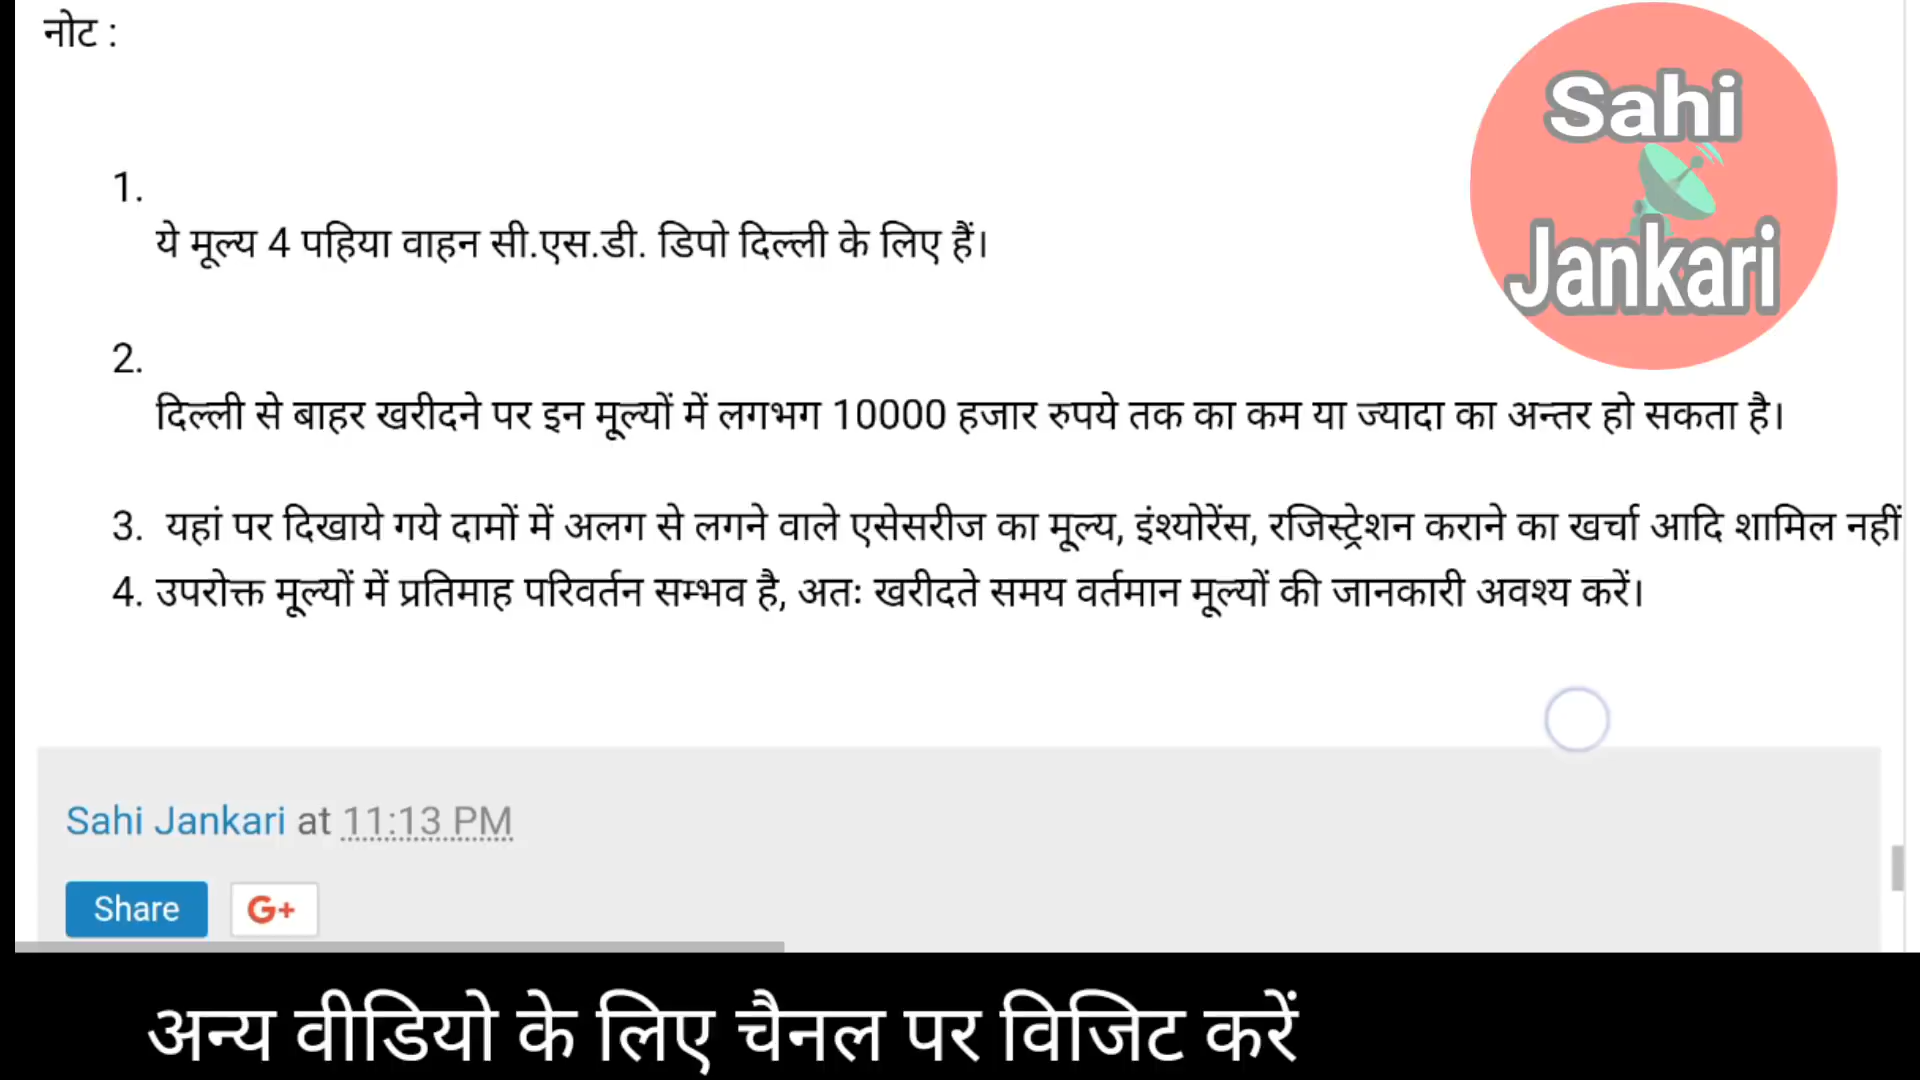 नोट :
Sahi
Jankari
1.
ये मूल्य 4 पहिया वाहन सी.एस.डी. डिपो दिल्ली के लिए हैं।
2.
दिल्ली से बाहर खरीदने पर इन मूल्यों में लगभग 10000 हजार रुपये तक का कम या ज्यादा का अन्तर हो सकता है।
3. यहां पर दिखाये गये दामों में अलग से लगने वाले एसेसरीज का मूल्य, इंश्योरेंस, रजिस्ट्रेशन कराने का खर्चा आदि शामिल नहीं
4. उपरोक्त मूल्यों में प्रतिमाह परिवर्तन सम्भव है, अतः खरीदते समय वर्तमान मूल्यों की जानकारी अवश्य करें।
Sahi Jankari at 11:13 PM
Share G+
अन्य वीडियो के लिए चैनल पर विजिट करें